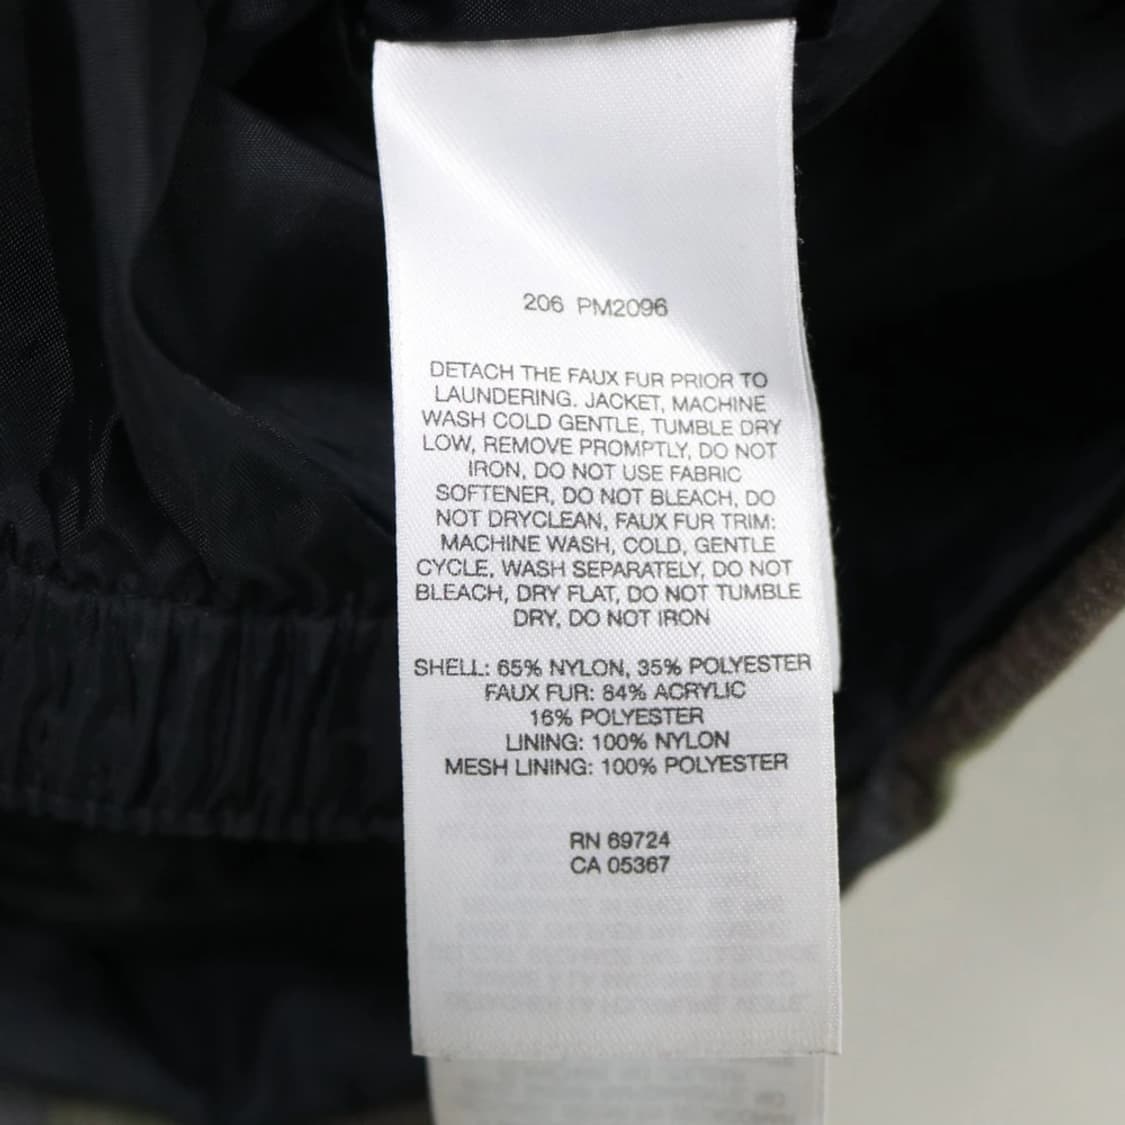 206 PM2096
DETACH THE FAUX FUR PRIOR TO
LAUNDERING. JACKET, MACHINE
WASH COLD GENTLE, TUMBLE DRY
LOW, REMOVE PROMPTLY, DO NOT
IRON, DO NOT USE FABRIC
SOFTENER, DO NOT BLEACH, DO
NOT DRYCLEAN, FAUX FUR TRIM:
MACHINE WASH, COLD, GENTLE
CYCLE, WASH SEPARATELY, DO NOT
BLEACH, DRY FLAT, DO NOT TUMBLE
DRY, DO NOT IRON
SHELL: 65% NYLON, 35% POLYESTER
FAUX FUR: 84% ACRYLIC
16% POLYESTER
LINING: 100% NYLON
MESH LINING: 100% POLYESTER
RN 69724
CA 05367